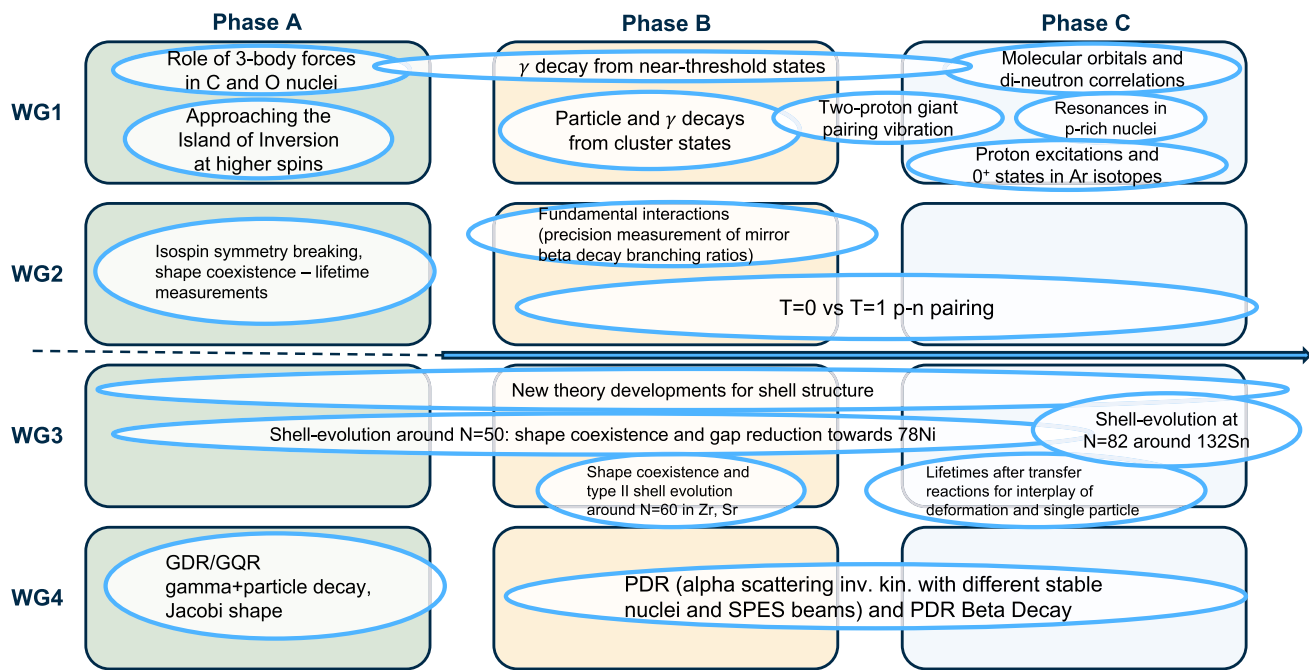 Phase A
Phase B
Phase C
WG1
Role of 3-body forces
in C and O nuclei
γ decay from near-threshold states
Molecular orbitals and
di-neutron correlations
Approaching the
Island of Inversion
at higher spins
Particle and γ decays
from cluster states
Two-proton giant
pairing vibration
Resonances in
p-rich nuclei
Proton excitations and
0⁺ states in Ar isotopes
WG2
Isospin symmetry breaking,
shape coexistence – lifetime
measurements
Fundamental interactions
(precision measurement of mirror
beta decay branching ratios)
T=0 vs T=1 p-n pairing
WG3
New theory developments for shell structure
Shell-evolution around N=50: shape coexistence and gap reduction towards 78Ni
Shell-evolution at
N=82 around 132Sn
Shape coexistence and
type II shell evolution
around N=60 in Zr, Sr
Lifetimes after transfer
reactions for interplay of
deformation and single particle
WG4
GDR/GQR
gamma+particle decay,
Jacobi shape
PDR (alpha scattering inv. kin. with different stable
nuclei and SPES beams) and PDR Beta Decay